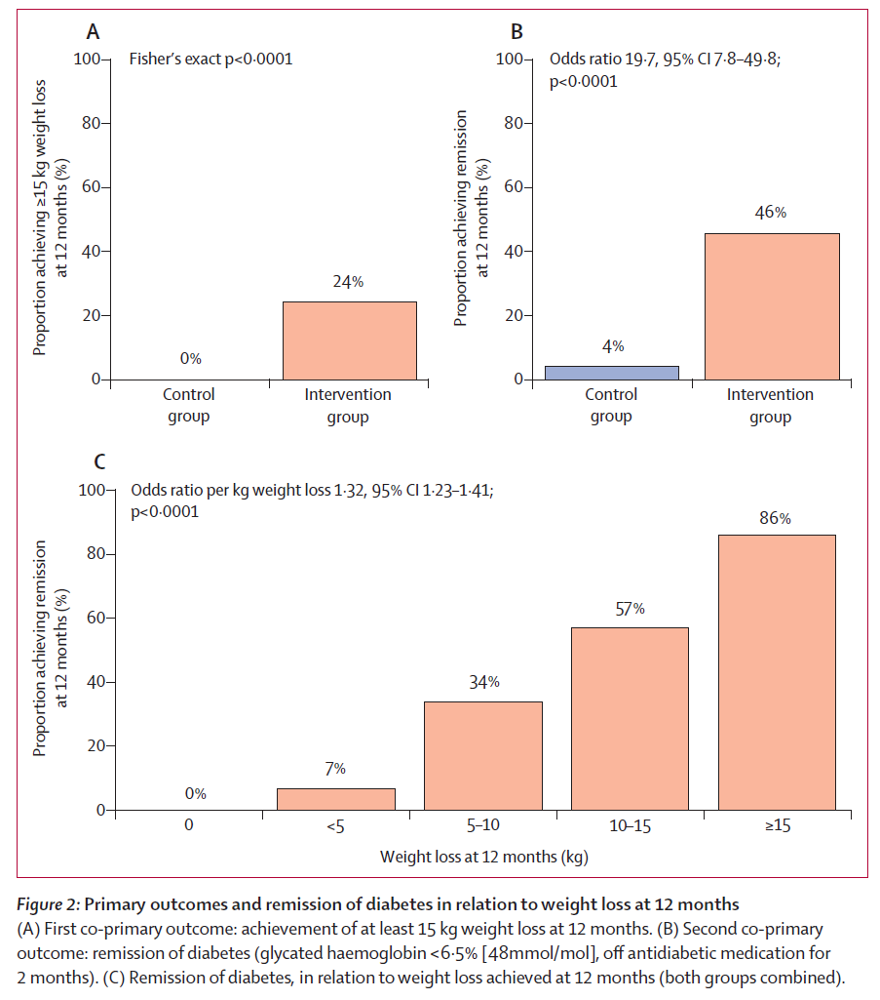 A
Fisher's exact p<0·0001
Proportion achieving ≥15 kg weight loss
at 12 months (%)
100
80
60
40
20
0
0%
24%
Control
group
Intervention
group
B
Odds ratio 19·7, 95% CI 7·8–49·8;
p<0·0001
Proportion achieving remission
at 12 months (%)
100
80
60
40
20
0
4%
46%
Control
group
Intervention
group
C
Odds ratio per kg weight loss 1·32, 95% CI 1·23–1·41;
p<0·0001
Proportion achieving remission
at 12 months (%)
100
80
60
40
20
0
0%
7%
34%
57%
86%
0
<5
5–10
10–15
≥15
Weight loss at 12 months (kg)
Figure 2: Primary outcomes and remission of diabetes in relation to weight loss at 12 months
(A) First co-primary outcome: achievement of at least 15 kg weight loss at 12 months. (B) Second co-primary
outcome: remission of diabetes (glycated haemoglobin <6·5% [48mmol/mol], off antidiabetic medication for
2 months). (C) Remission of diabetes, in relation to weight loss achieved at 12 months (both groups combined).